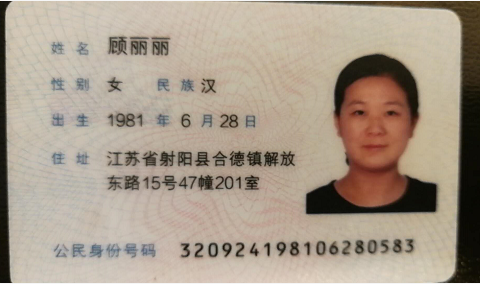 姓名 顾丽丽
性别 女 民族 汉
出生 1981 年 6 月 28 日
住址 江苏省射阳县合德镇解放
东路15号47幢201室
公民身份号码 320924198106280583